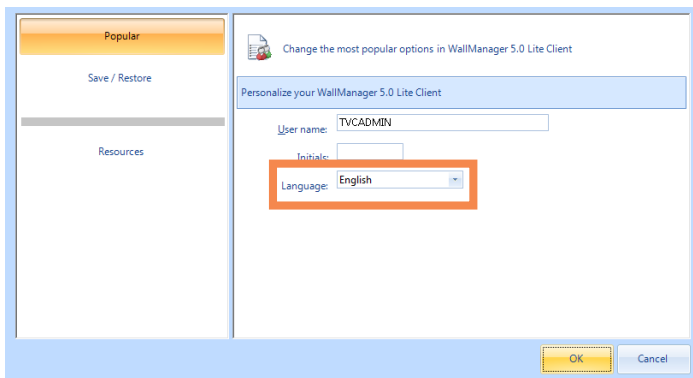 Popular
Save / Restore
Resources
Change the most popular options in WallManager 5.0 Lite Client
Personalize your WallManager 5.0 Lite Client
User name: TVCADMIN
Initials:
Language: English
OK Cancel